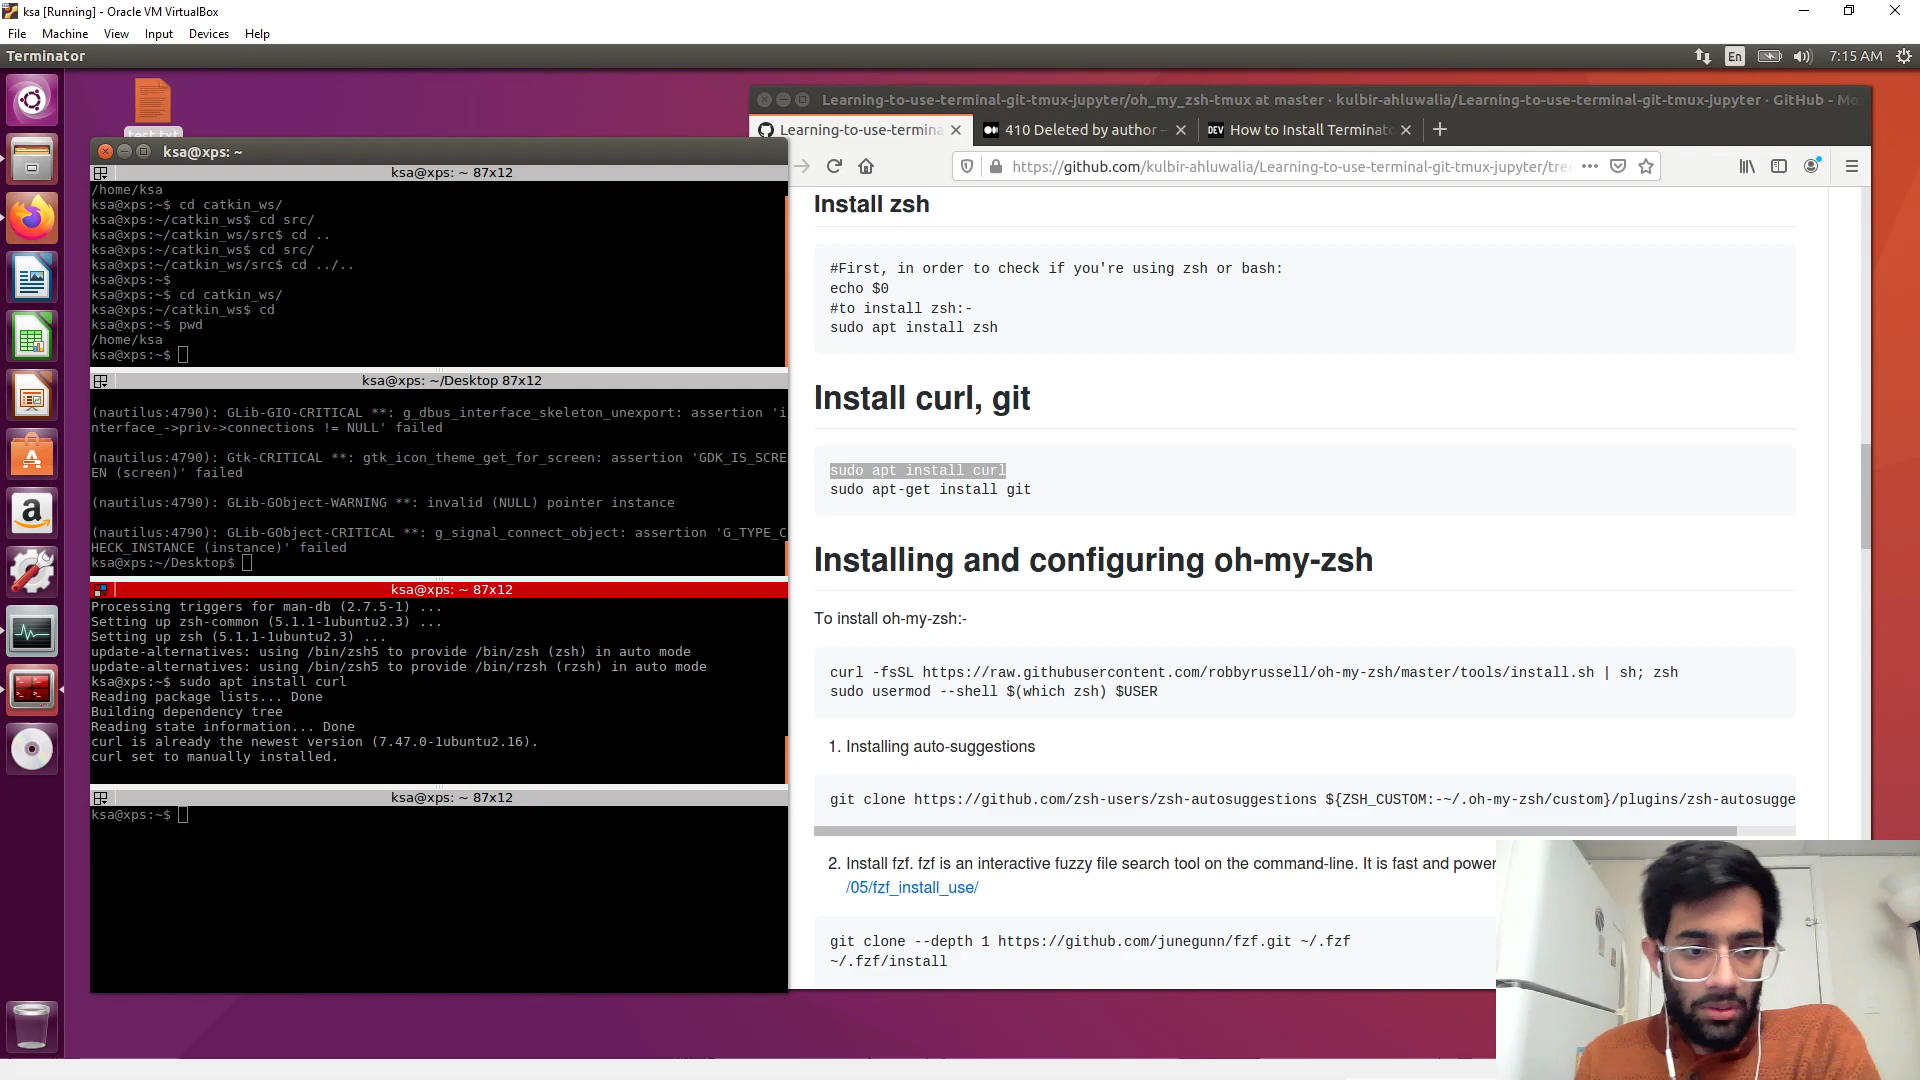 ksa [Running] - Oracle VM VirtualBox
File Machine View Input Devices Help
Terminator
En
7:15 AM
test.txt
Learning-to-use-terminal-git-tmux-jupyter/oh_my_zsh-tmux at master · kulbir-ahluwalia/Learning-to-use-terminal-git-tmux-jupyter · GitHub - Mo
Learning-to-use-termina
410 Deleted by author –
DEV How to Install Terminato
https://github.com/kulbir-ahluwalia/Learning-to-use-terminal-git-tmux-jupyter/tree
ksa@xps: ~
ksa@xps: ~ 87x12
/home/ksa
ksa@xps:~$ cd catkin_ws/
ksa@xps:~/catkin_ws$ cd src/
ksa@xps:~/catkin_ws/src$ cd ..
ksa@xps:~/catkin_ws$ cd src/
ksa@xps:~/catkin_ws/src$ cd ../..
ksa@xps:~$
ksa@xps:~$ cd catkin_ws/
ksa@xps:~/catkin_ws$ cd
ksa@xps:~$ pwd
/home/ksa
ksa@xps:~$
ksa@xps: ~/Desktop 87x12
(nautilus:4790): GLib-GIO-CRITICAL **: g_dbus_interface_skeleton_unexport: assertion 'i
nterface_->priv->connections != NULL' failed
(nautilus:4790): Gtk-CRITICAL **: gtk_icon_theme_get_for_screen: assertion 'GDK_IS_SCRE
EN (screen)' failed
(nautilus:4790): GLib-GObject-WARNING **: invalid (NULL) pointer instance
(nautilus:4790): GLib-GObject-CRITICAL **: g_signal_connect_object: assertion 'G_TYPE_C
HECK_INSTANCE (instance)' failed
ksa@xps:~/Desktop$
ksa@xps: ~ 87x12
Processing triggers for man-db (2.7.5-1) ...
Setting up zsh-common (5.1.1-1ubuntu2.3) ...
Setting up zsh (5.1.1-1ubuntu2.3) ...
update-alternatives: using /bin/zsh5 to provide /bin/zsh (zsh) in auto mode
update-alternatives: using /bin/zsh5 to provide /bin/rzsh (rzsh) in auto mode
ksa@xps:~$ sudo apt install curl
Reading package lists... Done
Building dependency tree
Reading state information... Done
curl is already the newest version (7.47.0-1ubuntu2.16).
curl set to manually installed.
ksa@xps: ~ 87x12
ksa@xps:~$
Install zsh
#First, in order to check if you're using zsh or bash:
echo $0
#to install zsh:-
sudo apt install zsh
Install curl, git
sudo apt install curl
sudo apt-get install git
Installing and configuring oh-my-zsh
To install oh-my-zsh:-
curl -fsSL https://raw.githubusercontent.com/robbyrussell/oh-my-zsh/master/tools/install.sh | sh; zsh
sudo usermod --shell $(which zsh) $USER
1. Installing auto-suggestions
git clone https://github.com/zsh-users/zsh-autosuggestions ${ZSH_CUSTOM:-~/.oh-my-zsh/custom}/plugins/zsh-autosugge
2. Install fzf. fzf is an interactive fuzzy file search tool on the command-line. It is fast and power
/05/fzf_install_use/
git clone --depth 1 https://github.com/junegunn/fzf.git ~/.fzf
~/.fzf/install